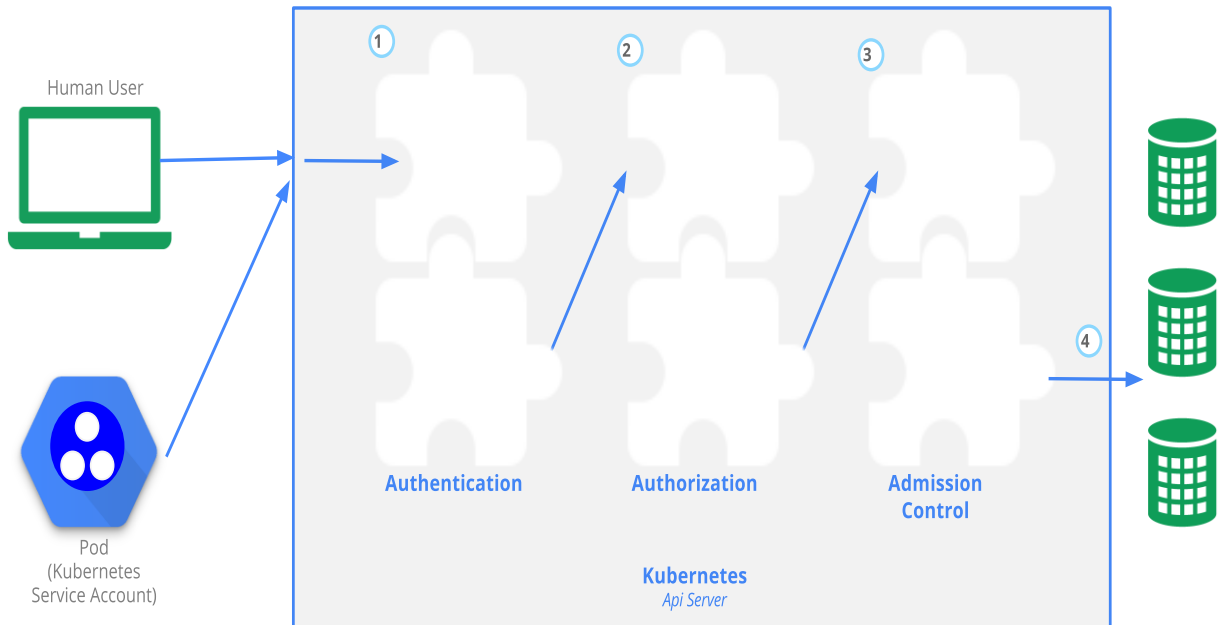 1
2
3
Human User
4
Authentication
Authorization
Admission
Control
Pod
(Kubernetes
Service Account)
Kubernetes
Api Server